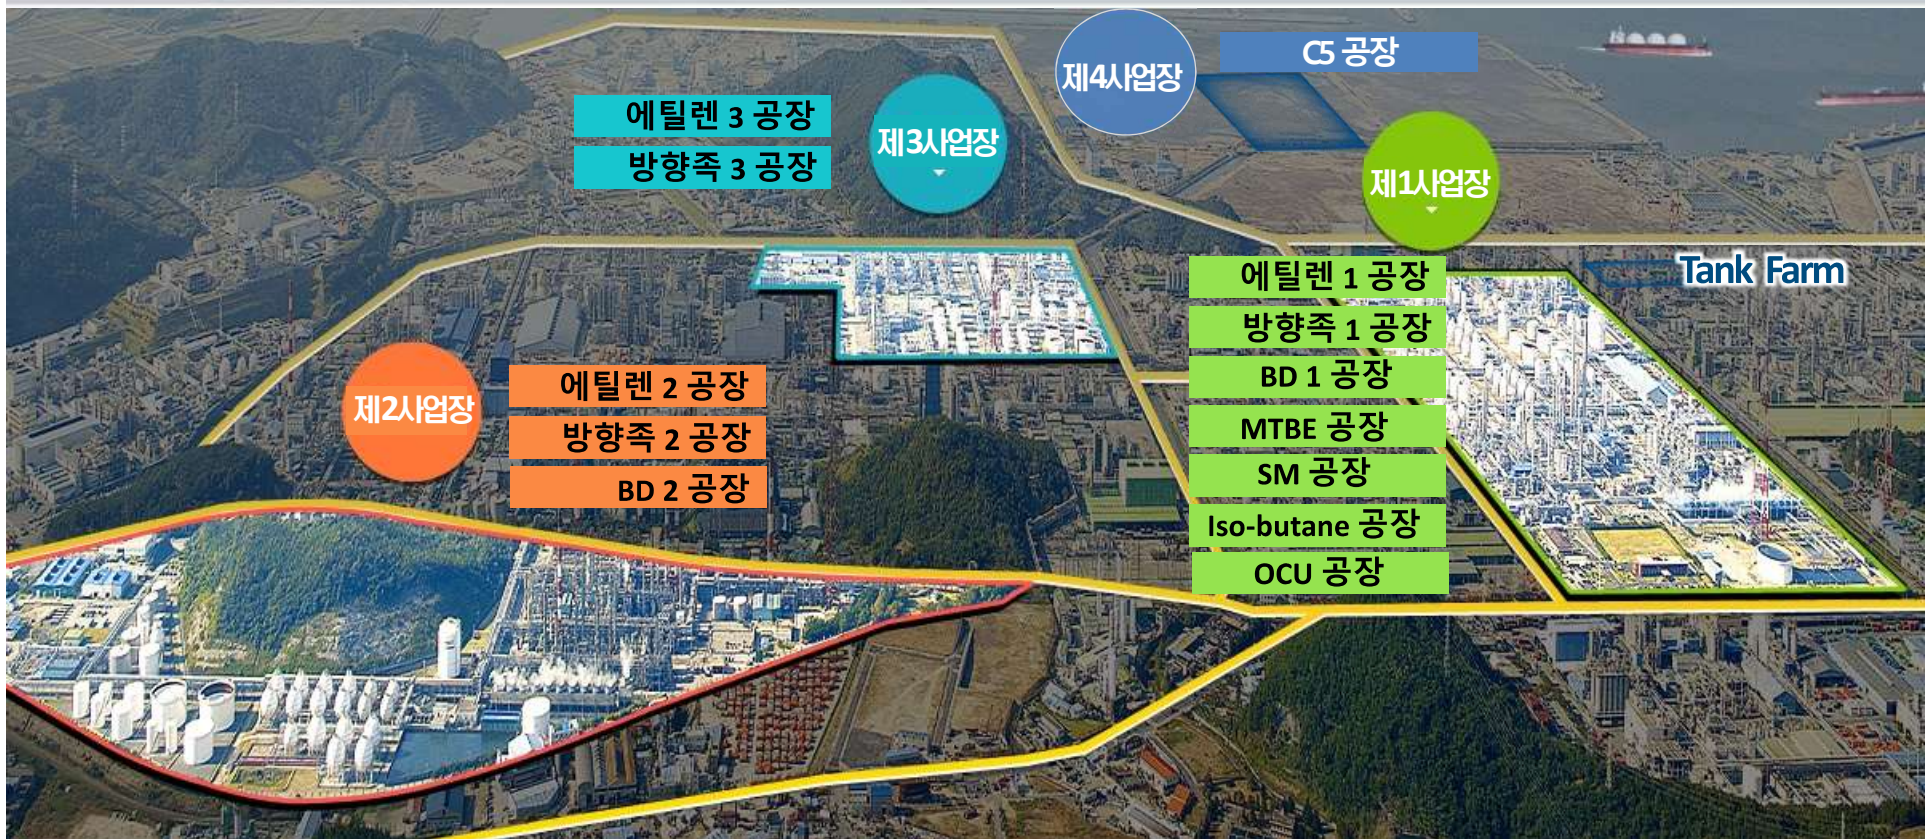 제4사업장
C5 공장
에틸렌 3 공장
방향족 3 공장
제3사업장
제1사업장
에틸렌 1 공장
방향족 1 공장
BD 1 공장
MTBE 공장
SM 공장
Iso-butane 공장
OCU 공장
Tank Farm
제2사업장
에틸렌 2 공장
방향족 2 공장
BD 2 공장